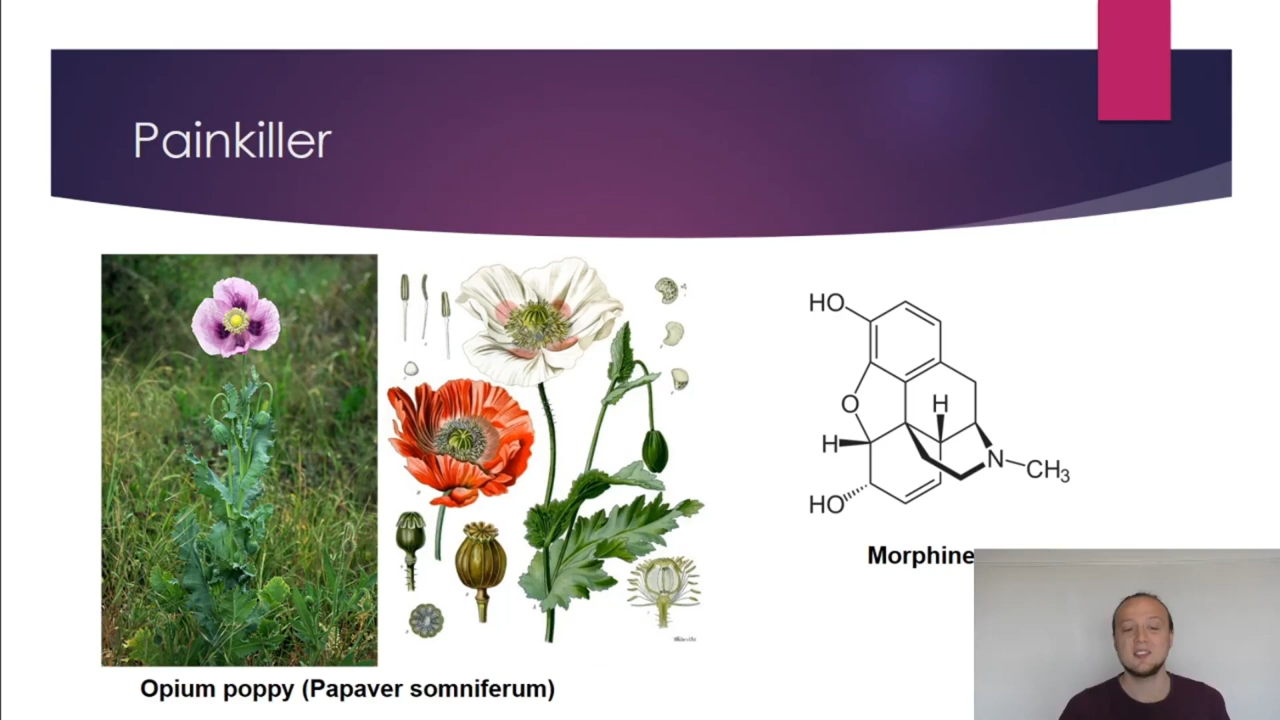 Painkiller
HO
O
H
H
N
CH₃
HO
Morphine
Opium poppy (Papaver somniferum)